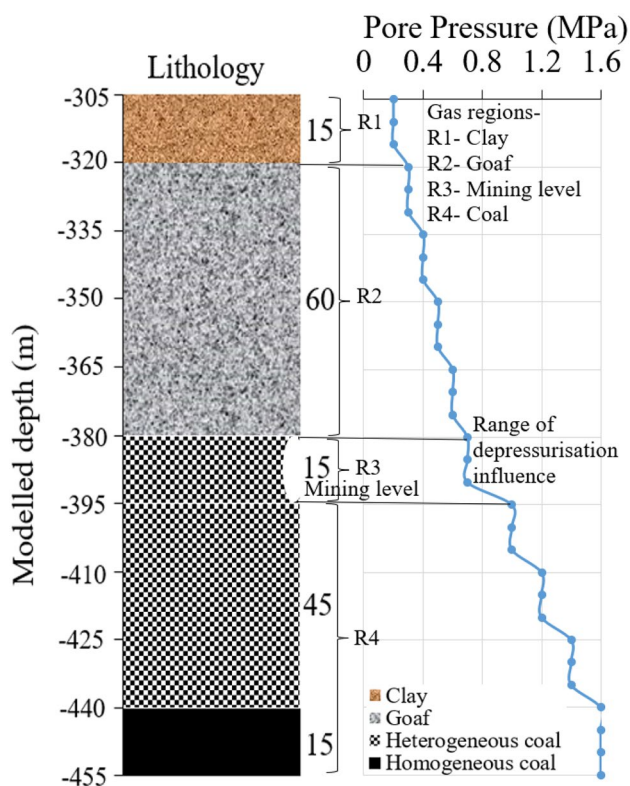 Pore Pressure (MPa)
0 0.4 0.8 1.2 1.6
Lithology
Modelled depth (m)
-305
-320
-335
-350
-365
-380
-395
-410
-425
-440
-455
15 R1
60 R2
15 R3
Mining level
45
R4
15
Gas regions-
R1- Clay
R2- Goaf
R3- Mining level
R4- Coal
Range of
depressurisation
influence
Clay
Goaf
Heterogeneous coal
Homogeneous coal